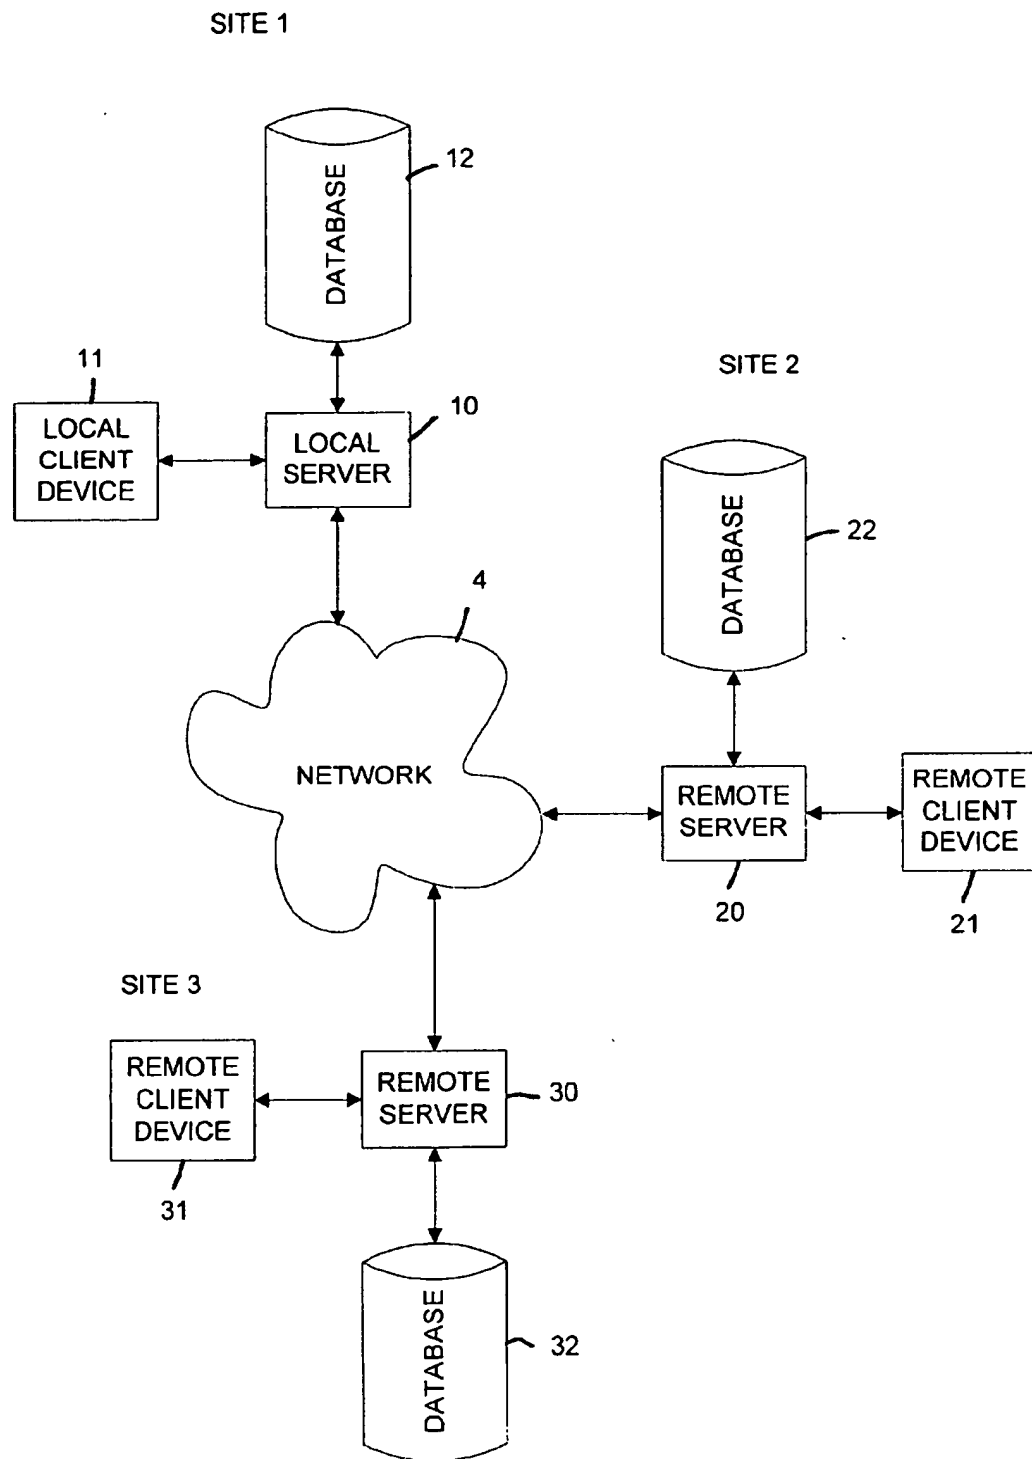 SITE 1
12
DATABASE
11
10
LOCAL
CLIENT
DEVICE
LOCAL
SERVER
SITE 2
22
DATABASE
4
NETWORK
REMOTE
SERVER
REMOTE
CLIENT
DEVICE
20
21
SITE 3
REMOTE
CLIENT
DEVICE
REMOTE
SERVER
30
31
DATABASE
32